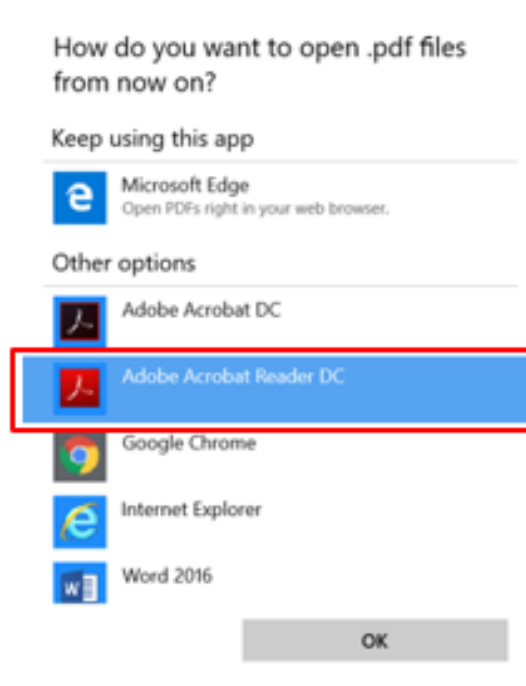 How do you want to open .pdf files
from now on?
Keep using this app
Microsoft Edge
Open PDFs right in your web browser.
Other options
Adobe Acrobat DC
Adobe Acrobat Reader DC
Google Chrome
Internet Explorer
Word 2016
OK